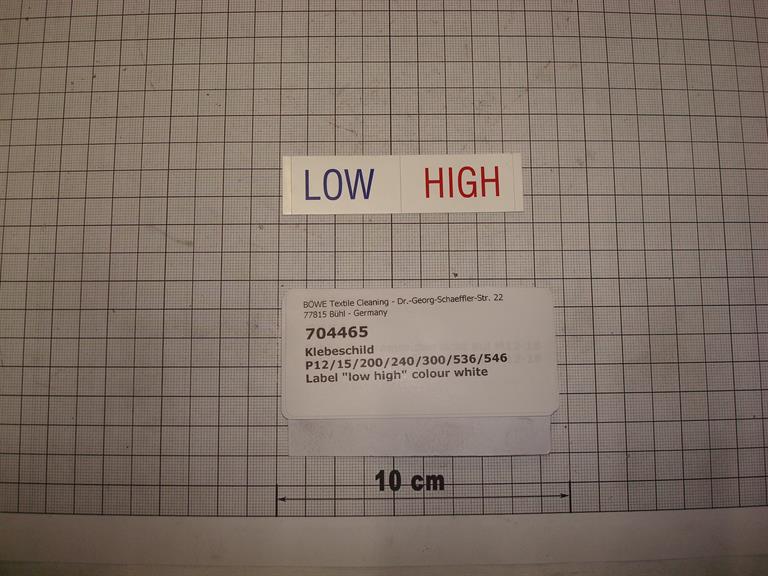 LOW HIGH
BÖWE Textile Cleaning - Dr.-Georg-Schaeffler-Str. 22
77815 Bühl - Germany
704465
Klebeschild
P12/15/200/240/300/536/546
Label "low high" colour white
10 cm